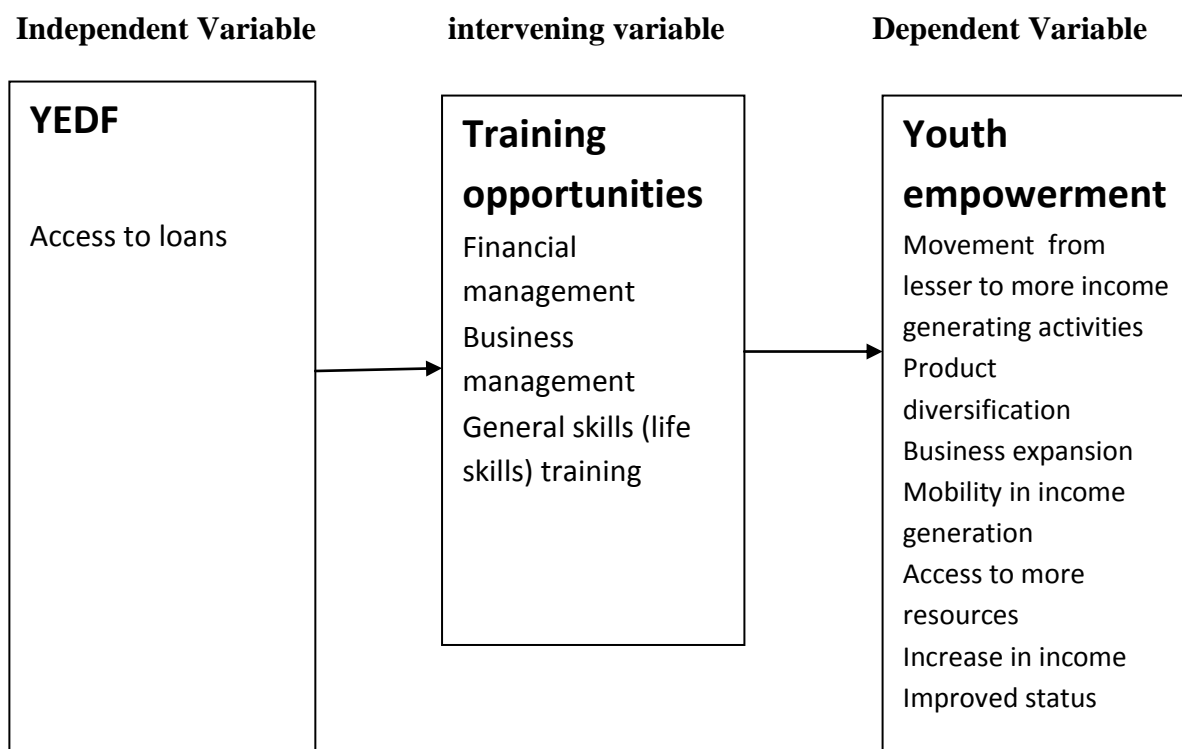 Independent Variable
intervening variable
Dependent Variable
YEDF
Access to loans
Training
opportunities
Financial
management
Business
management
General skills (life
skills) training
Youth
empowerment
Movement from
lesser to more income
generating activities
Product
diversification
Business expansion
Mobility in income
generation
Access to more
resources
Increase in income
Improved status